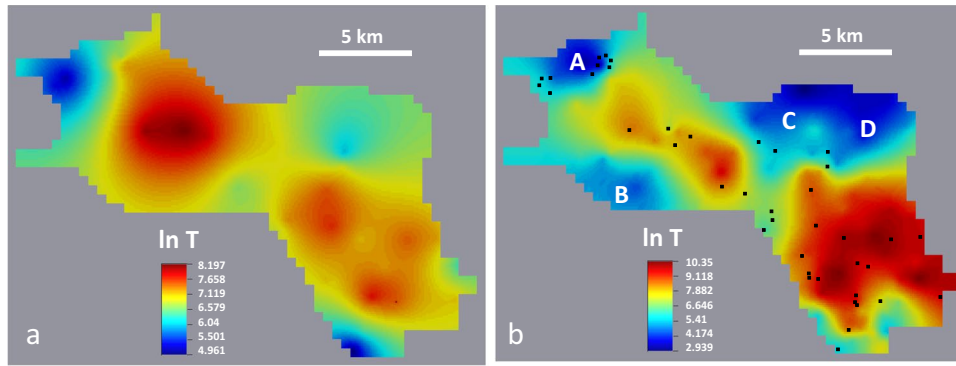 5 km
ln T
8.197
7.658
7.119
6.579
6.04
5.501
4.961
a
5 km
A
B
C
D
ln T
10.35
9.118
7.882
6.646
5.41
4.174
2.939
b